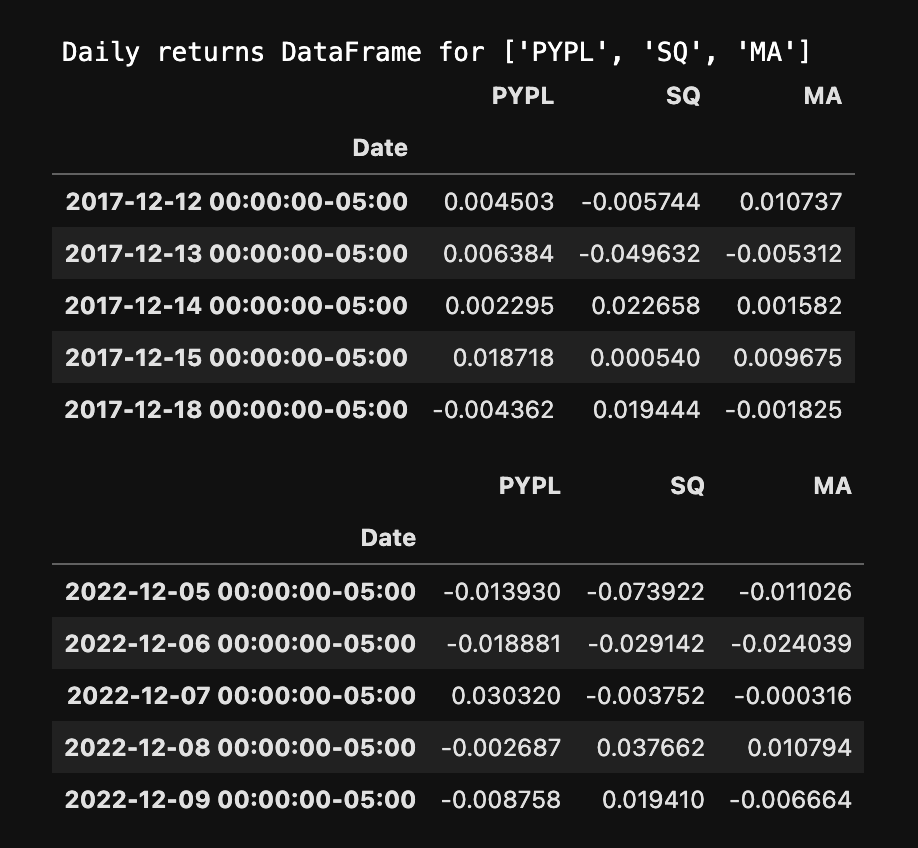 Daily returns DataFrame for ['PYPL', 'SQ', 'MA']
PYPL SQ MA
Date
2017-12-12 00:00:00-05:00 0.004503 -0.005744 0.010737
2017-12-13 00:00:00-05:00 0.006384 -0.049632 -0.005312
2017-12-14 00:00:00-05:00 0.002295 0.022658 0.001582
2017-12-15 00:00:00-05:00 0.018718 0.000540 0.009675
2017-12-18 00:00:00-05:00 -0.004362 0.019444 -0.001825
PYPL SQ MA
Date
2022-12-05 00:00:00-05:00 -0.013930 -0.073922 -0.011026
2022-12-06 00:00:00-05:00 -0.018881 -0.029142 -0.024039
2022-12-07 00:00:00-05:00 0.030320 -0.003752 -0.000316
2022-12-08 00:00:00-05:00 -0.002687 0.037662 0.010794
2022-12-09 00:00:00-05:00 -0.008758 0.019410 -0.006664